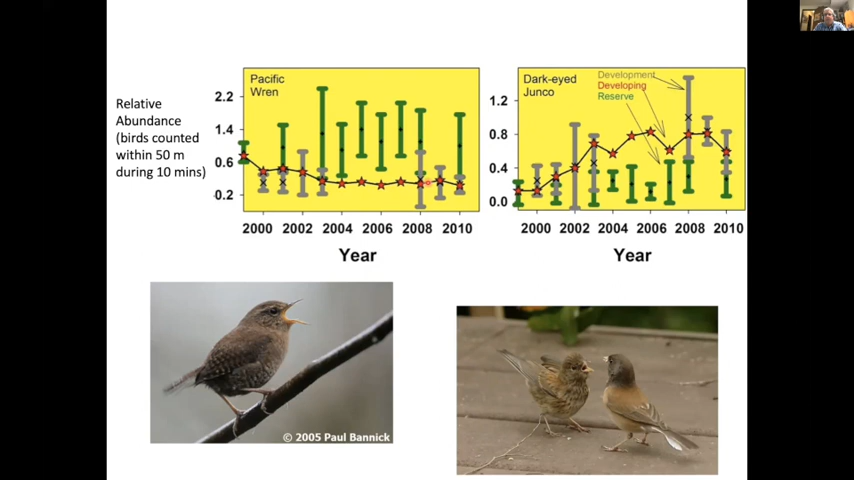 Relative
Abundance
(birds counted
within 50 m
during 10 mins)
Pacific
Wren
2.2
1.4
0.6
-0.2
2000 2002 2004 2006 2008 2010
Year
Dark-eyed
Junco
Development
Developing
Reserve
1.2
0.8
0.4
0.0
2000 2002 2004 2006 2008 2010
Year
© 2005 Paul Bannick